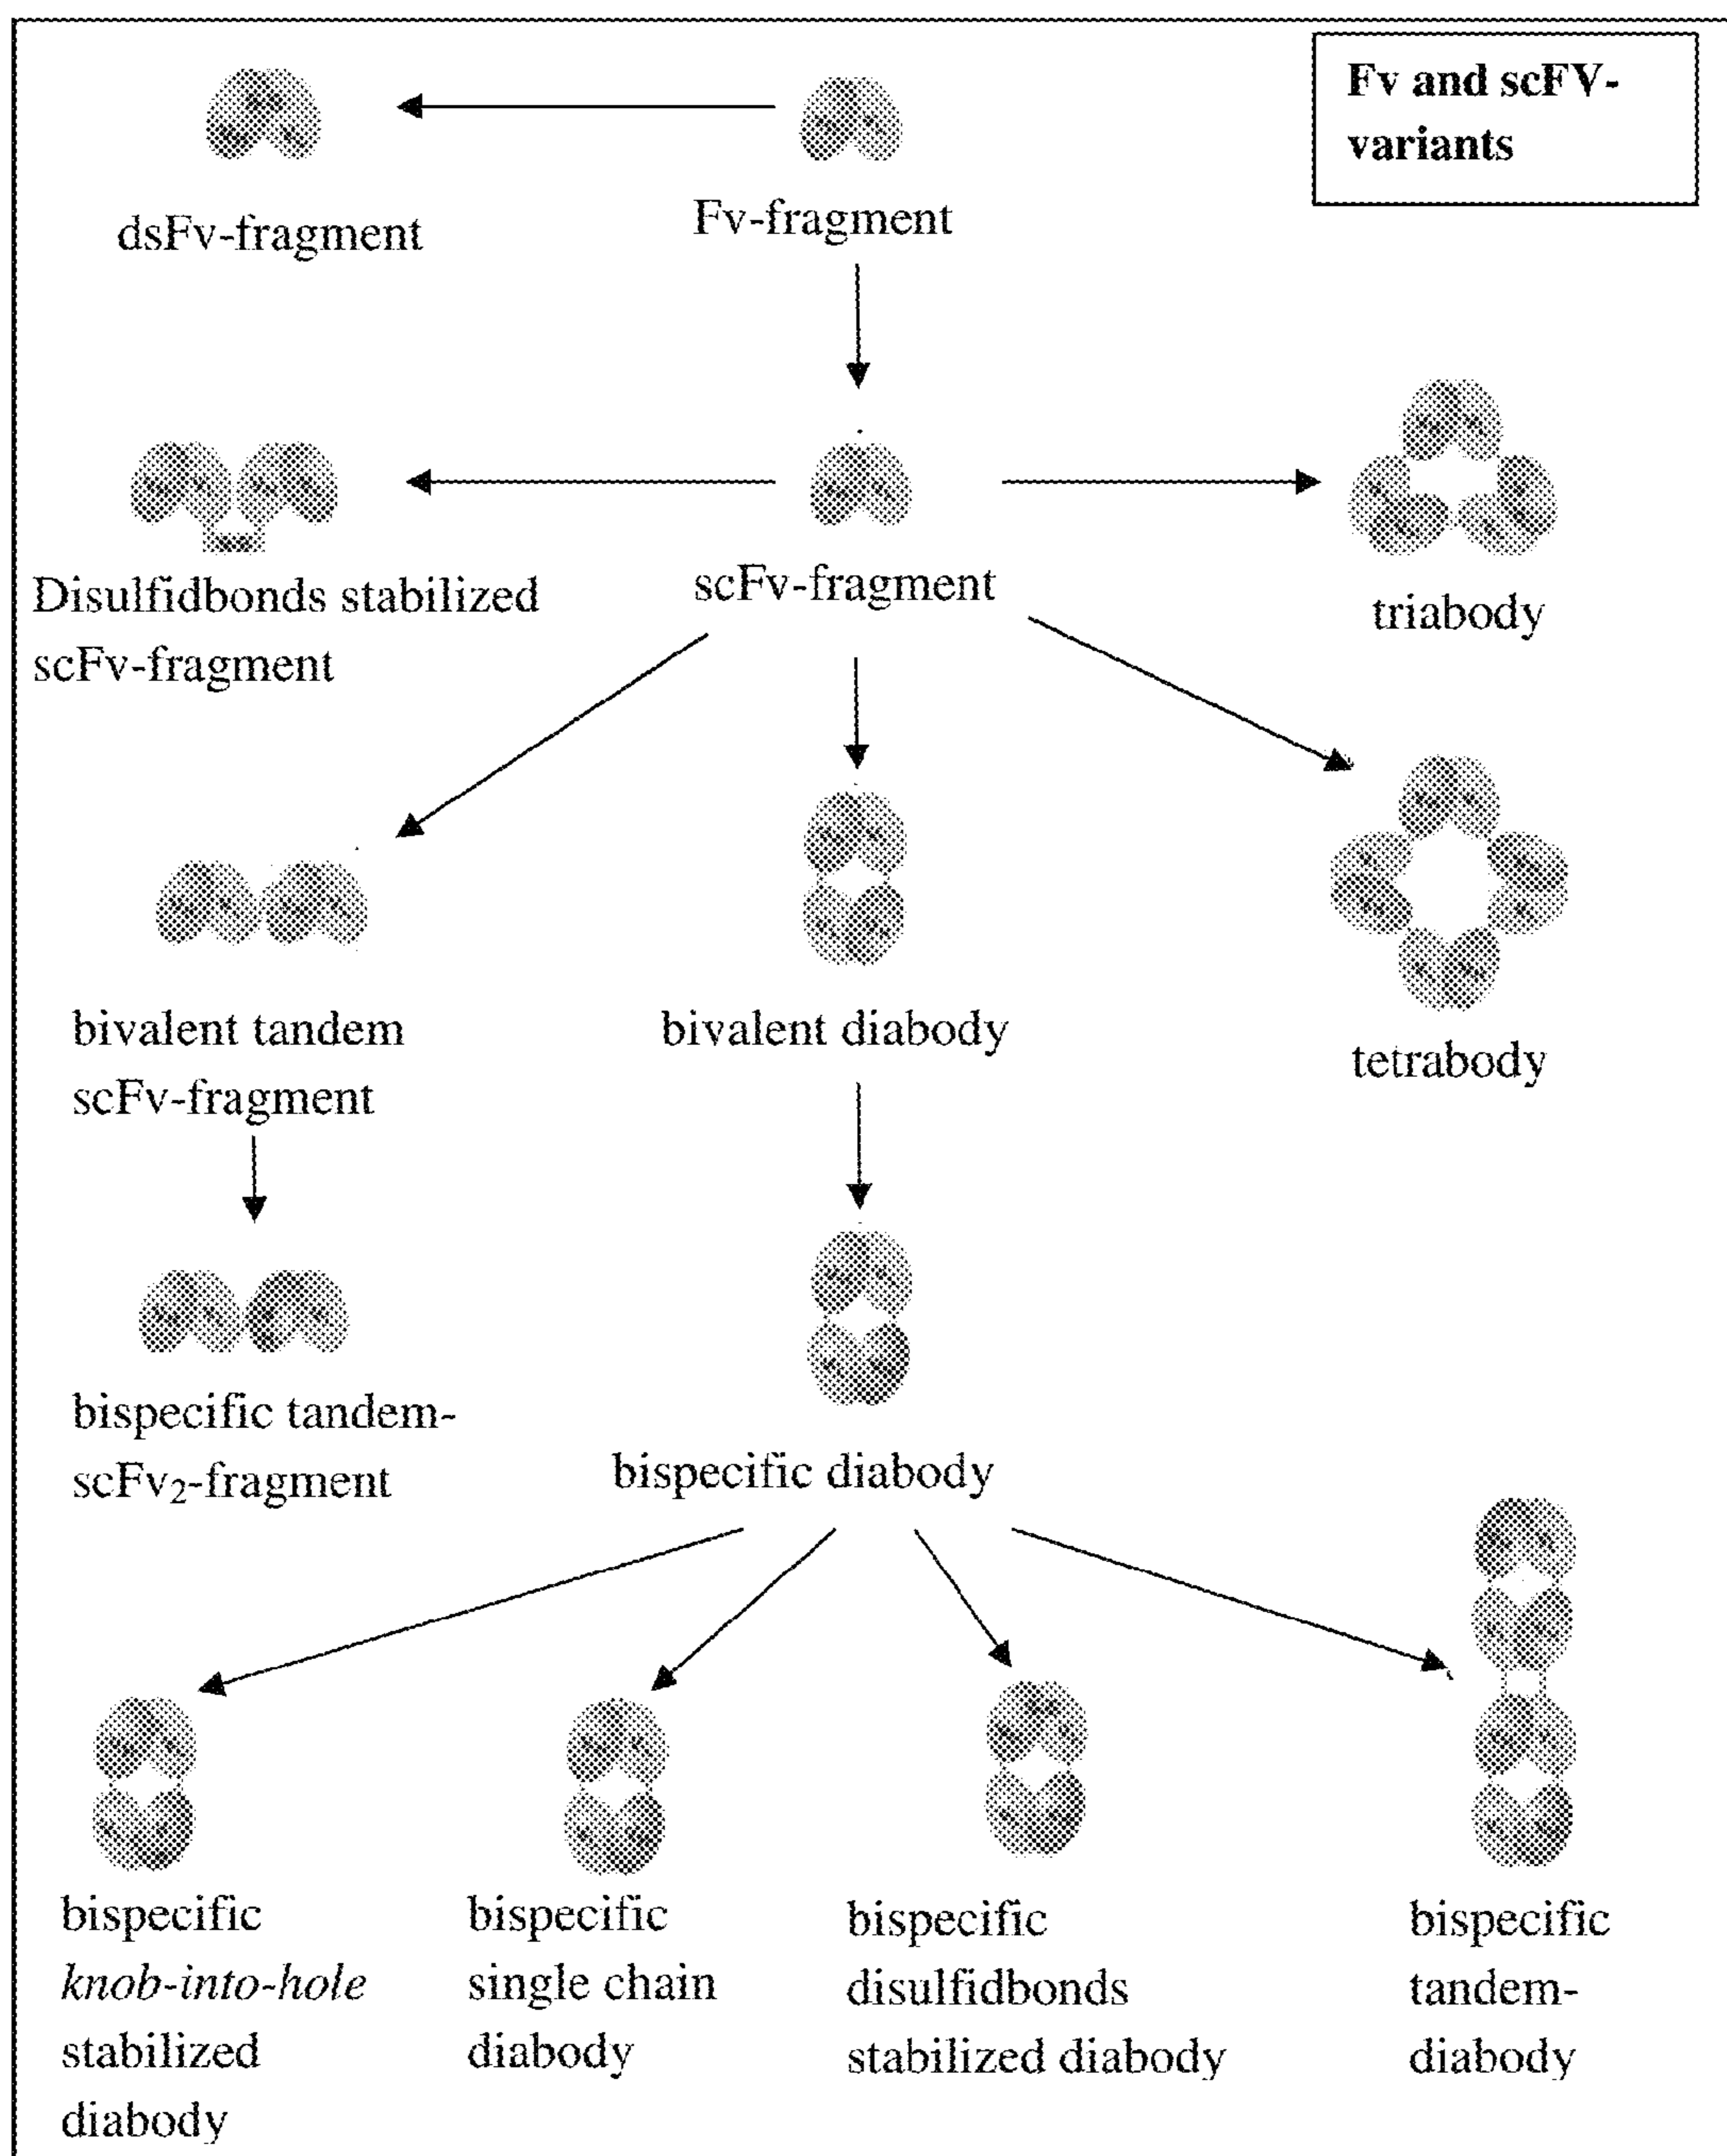 Fv and scFV-
variants
dsFv-fragment
Fv-fragment
Disulfidbonds stabilized
scFv-fragment
scFv-fragment
triabody
bivalent tandem
scFv-fragment
bivalent diabody
tetrabody
bispecific tandem-
scFv₂-fragment
bispecific diabody
bispecific
knob-into-hole
stabilized
diabody
bispecific
single chain
diabody
bispecific
disulfidbonds
stabilized diabody
bispecific
tandem-
diabody